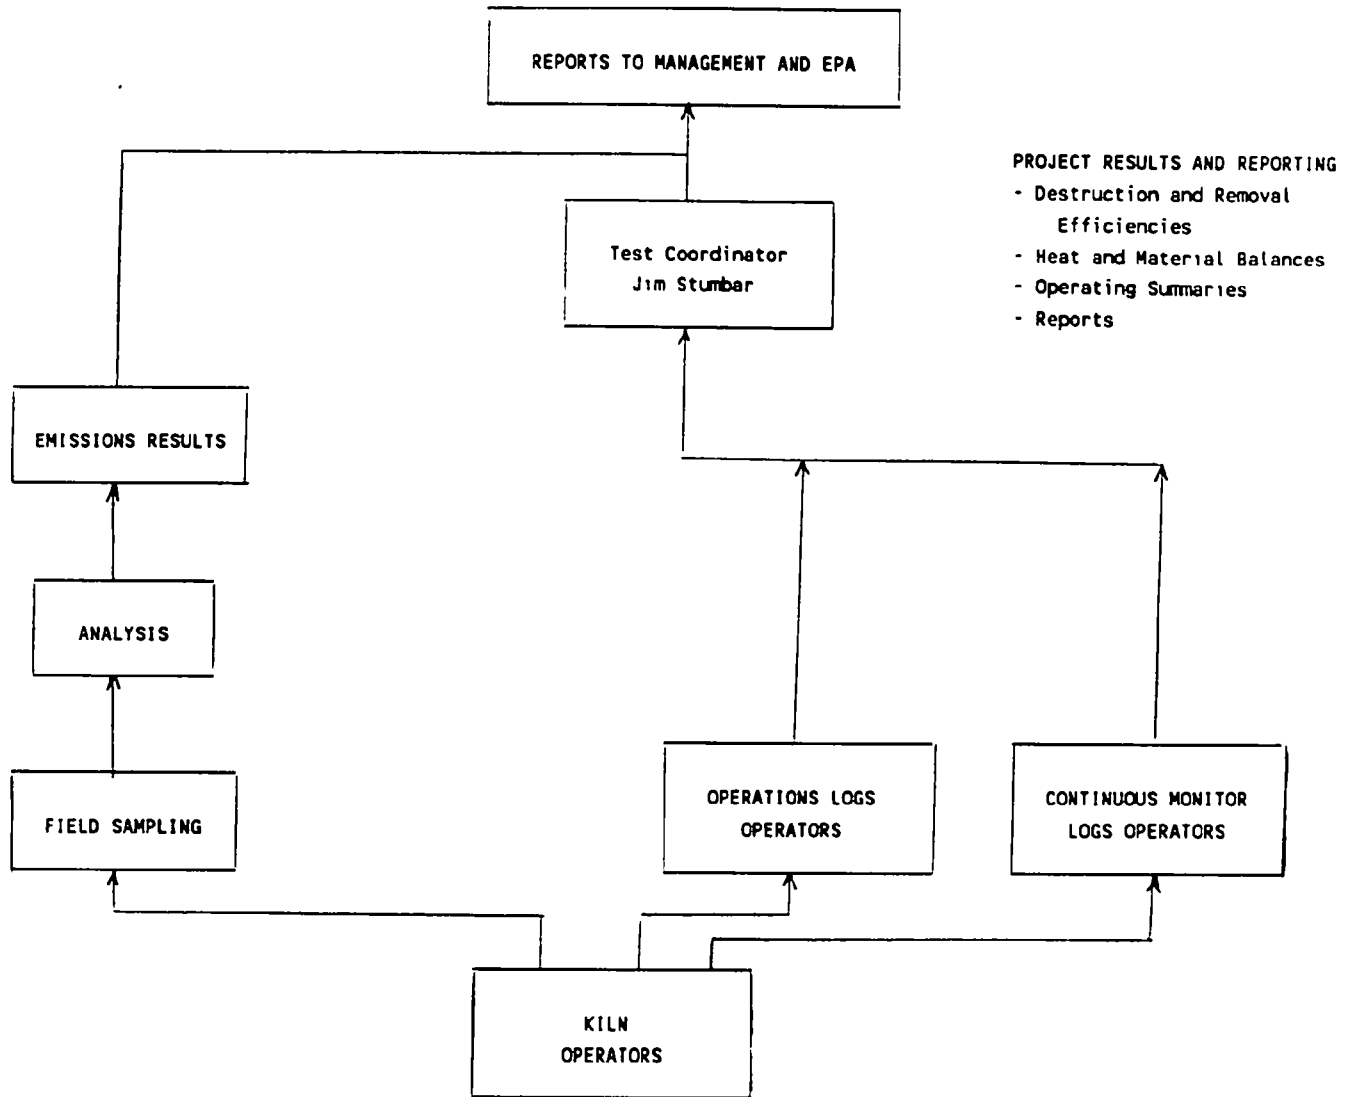 REPORTS TO MANAGEMENT AND EPA
PROJECT RESULTS AND REPORTING
- Destruction and Removal
Efficiencies
- Heat and Material Balances
- Operating Summaries
- Reports
Test Coordinator
Jim Stumbar
EMISSIONS RESULTS
ANALYSIS
FIELD SAMPLING
OPERATIONS LOGS
OPERATORS
CONTINUOUS MONITOR
LOGS OPERATORS
KILN
OPERATORS